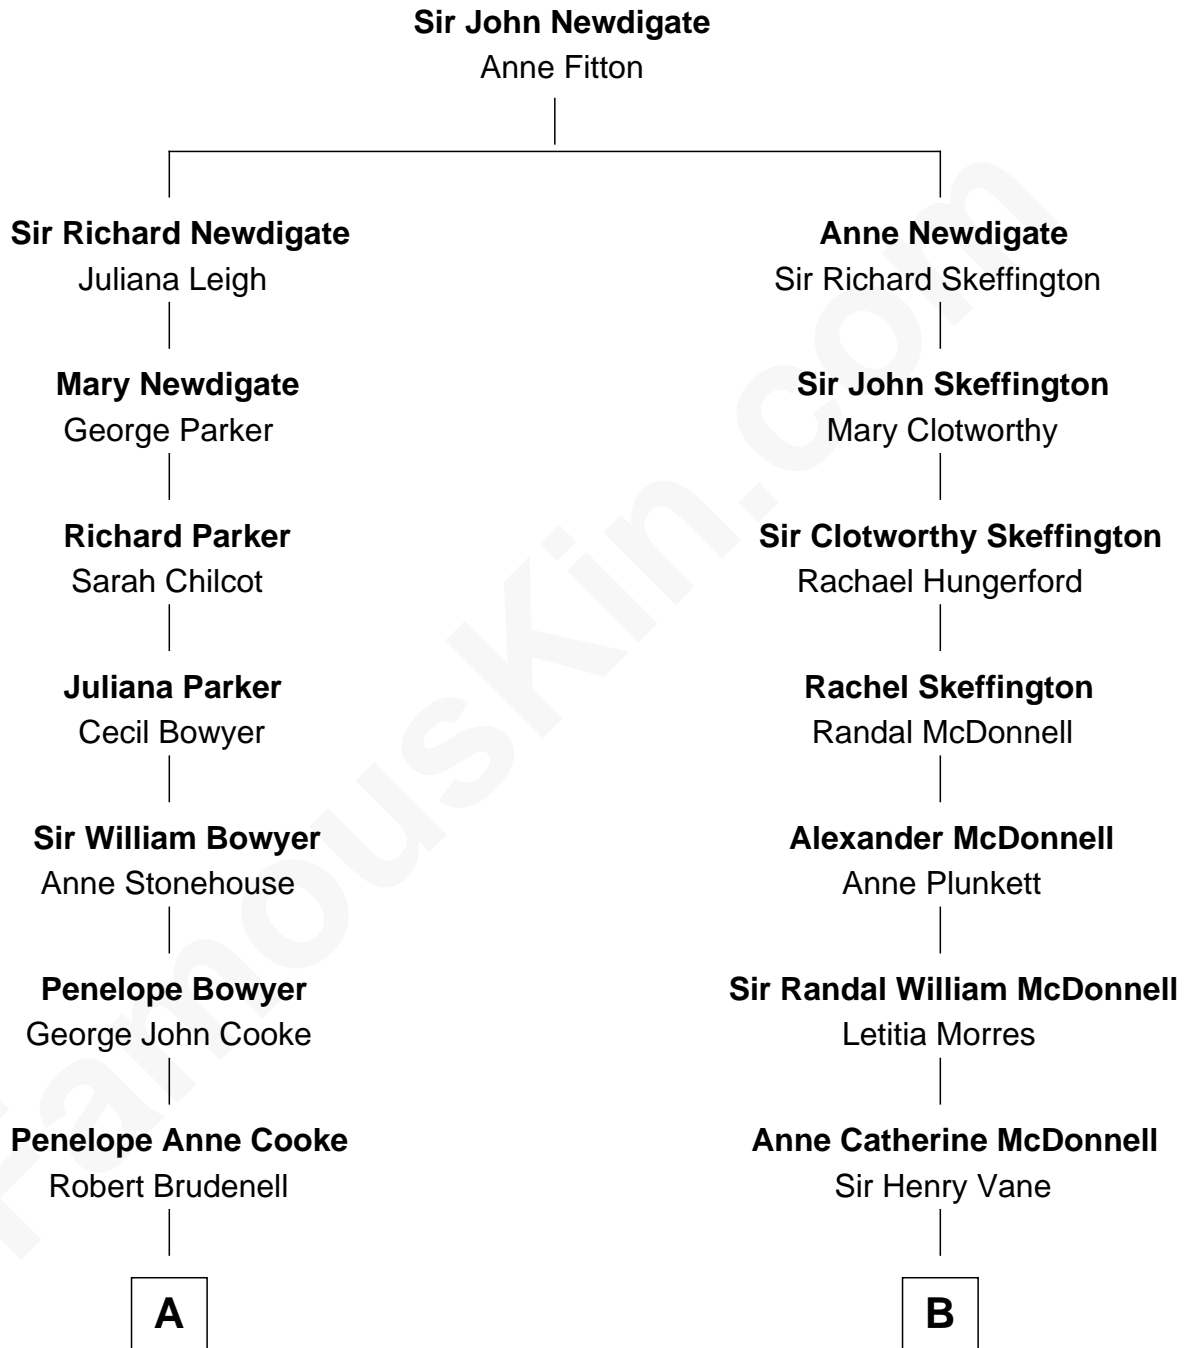 Sir John Newdigate
Anne Fitton
Sir Richard Newdigate
Juliana Leigh
Mary Newdigate
George Parker
Richard Parker
Sarah Chilcot
Juliana Parker
Cecil Bowyer
Sir William Bowyer
Anne Stonehouse
Penelope Bowyer
George John Cooke
Penelope Anne Cooke
Robert Brudenell
A
Anne Newdigate
Sir Richard Skeffington
Sir John Skeffington
Mary Clotworthy
Sir Clotworthy Skeffington
Rachael Hungerford
Rachel Skeffington
Randal McDonnell
Alexander McDonnell
Anne Plunkett
Sir Randal William McDonnell
Letitia Morres
Anne Catherine McDonnell
Sir Henry Vane
B
FamousKin.com